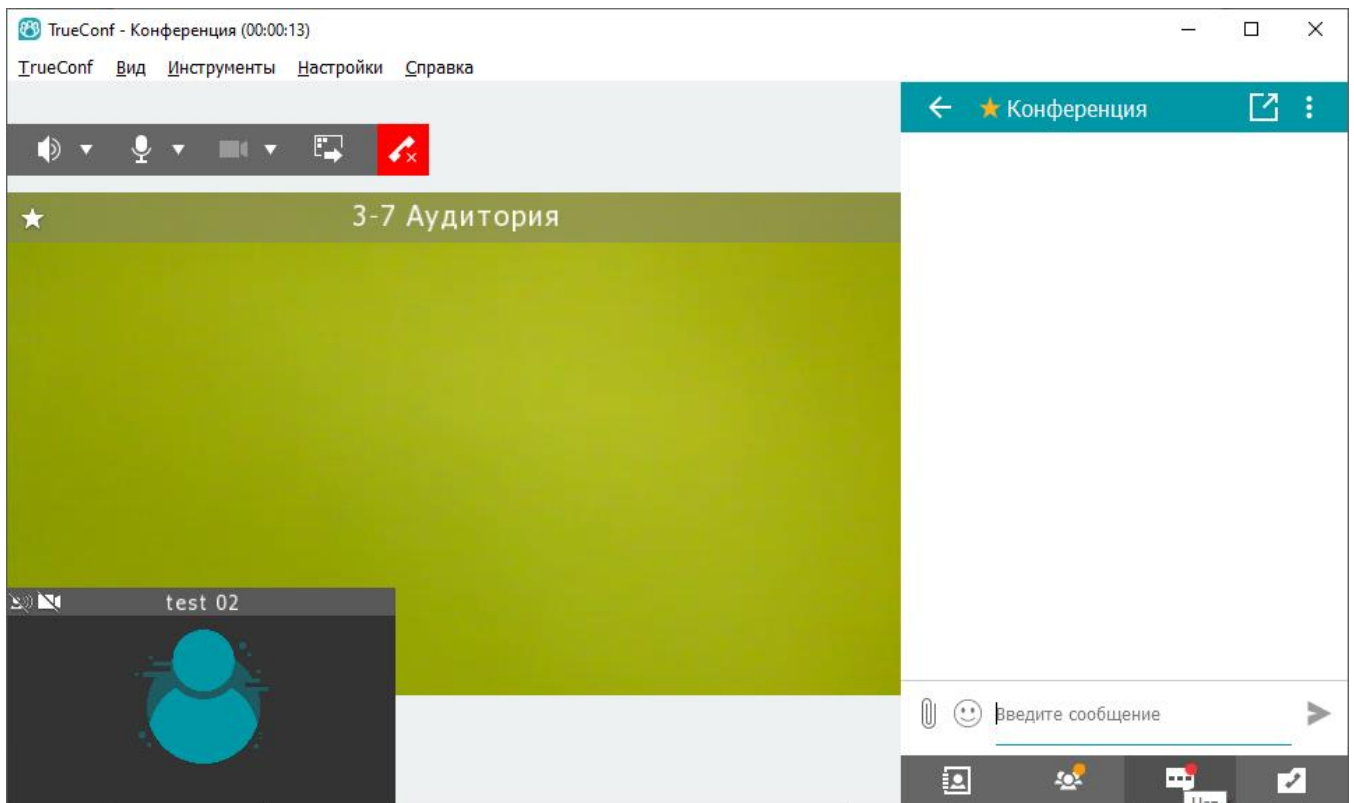 TrueConf - Конференция (00:00:13)
TrueConf Вид Инструменты Настройки Справка
Конференция
3-7 Аудитория
test 02
Введите сообщение